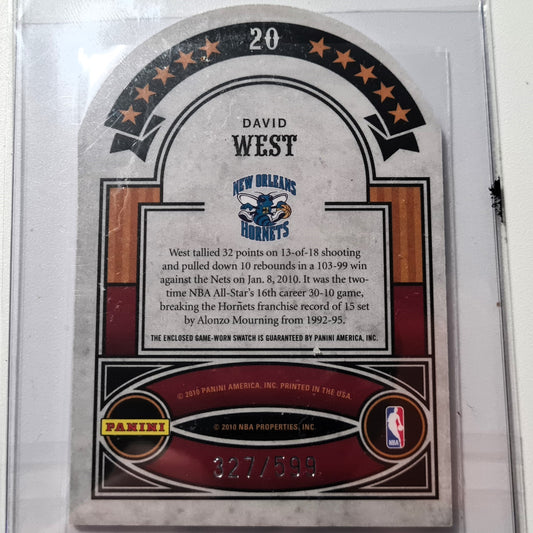 20
DAVID
WEST
NEW ORLEANS
HORNETS
West tallied 32 points on 13-of-18 shooting
and pulled down 10 rebounds in a 103-99 win
against the Nets on Jan. 8, 2010. It was the two-
time NBA All-Star's 16th career 30-10 game,
breaking the Hornets franchise record of 15 set
by Alonzo Mourning from 1992-95.
THE ENCLOSED GAME-WORN SWATCH IS GUARANTEED BY PANINI AMERICA, INC.
© 2010 PANINI AMERICA, INC. PRINTED IN THE USA.
PANINI
© 2010 NBA PROPERTIES, INC.
NBA
327/599